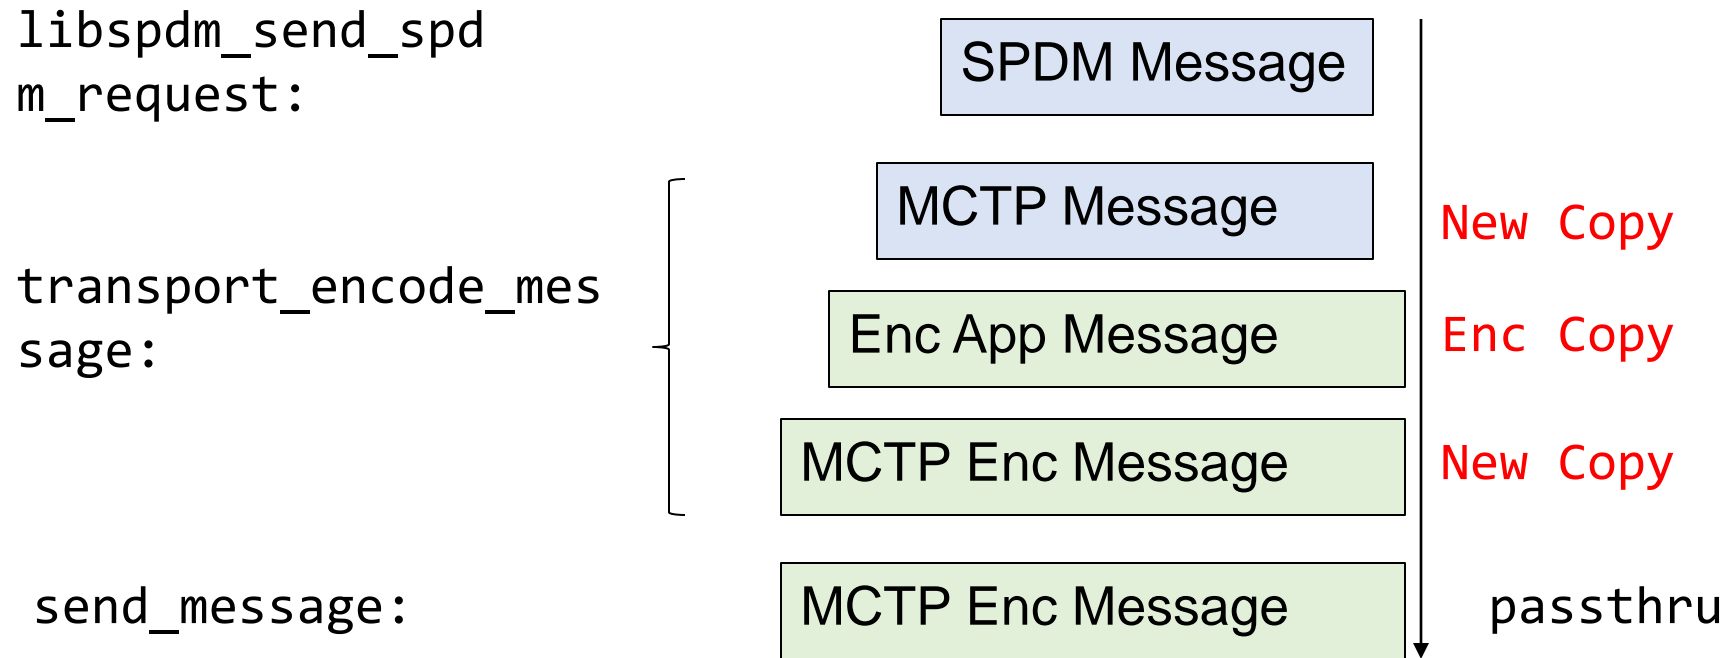 libspdm_send_spd
m_request:
SPDM Message
MCTP Message
New Copy
transport_encode_mes
sage:
Enc App Message
Enc Copy
MCTP Enc Message
New Copy
send_message:
MCTP Enc Message
passthru